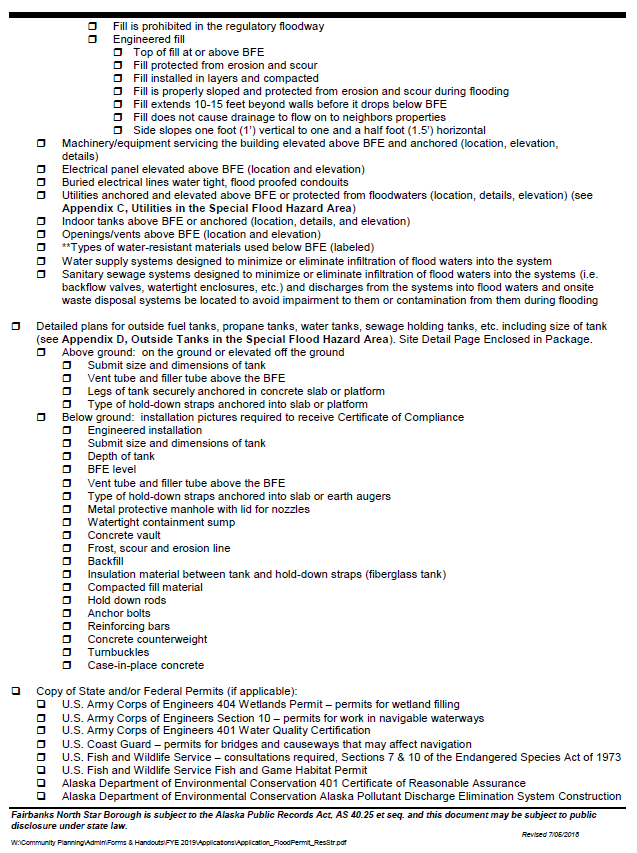 ❒ Fill is prohibited in the regulatory floodway
❒ Engineered fill
❒ Top of fill at or above BFE
❒ Fill protected from erosion and scour
❒ Fill installed in layers and compacted
❒ Fill is properly sloped and protected from erosion and scour during flooding
❒ Fill extends 10-15 feet beyond walls before it drops below BFE
❒ Fill does not cause drainage to flow on to neighbors properties
❒ Side slopes one foot (1') vertical to one and a half foot (1.5') horizontal
❒ Machinery/equipment servicing the building elevated above BFE and anchored (location, elevation,
details)
❒ Electrical panel elevated above BFE (location and elevation)
❒ Buried electrical lines water tight, flood proofed condouits
❒ Utilities anchored and elevated above BFE or protected from floodwaters (location, details, elevation) (see
Appendix C, Utilities in the Special Flood Hazard Area)
❒ Indoor tanks above BFE or anchored (location, details, and elevation)
❒ Openings/vents above BFE (location and elevation)
❒ **Types of water-resistant materials used below BFE (labeled)
❒ Water supply systems designed to minimize or eliminate infiltration of flood waters into the system
❒ Sanitary sewage systems designed to minimize or eliminate infiltration of flood waters into the systems (i.e.
backflow valves, watertight enclosures, etc.) and discharges from the systems into flood waters and onsite
waste disposal systems be located to avoid impairment to them or contamination from them during flooding
❒ Detailed plans for outside fuel tanks, propane tanks, water tanks, sewage holding tanks, etc. including size of tank
(see Appendix D, Outside Tanks in the Special Flood Hazard Area). Site Detail Page Enclosed in Package.
❒ Above ground: on the ground or elevated off the ground
❒ Submit size and dimensions of tank
❒ Vent tube and filler tube above the BFE
❒ Legs of tank securely anchored in concrete slab or platform
❒ Type of hold-down straps anchored into slab or platform
❒ Below ground: installation pictures required to receive Certificate of Compliance
❒ Engineered installation
❒ Submit size and dimensions of tank
❒ Depth of tank
❒ BFE level
❒ Vent tube and filler tube above the BFE
❒ Type of hold-down straps anchored into slab or earth augers
❒ Metal protective manhole with lid for nozzles
❒ Watertight containment sump
❒ Concrete vault
❒ Frost, scour and erosion line
❒ Backfill
❒ Insulation material between tank and hold-down straps (fiberglass tank)
❒ Compacted fill material
❒ Hold down rods
❒ Anchor bolts
❒ Reinforcing bars
❒ Concrete counterweight
❒ Turnbuckles
❒ Case-in-place concrete
❑ Copy of State and/or Federal Permits (if applicable):
❑ U.S. Army Corps of Engineers 404 Wetlands Permit – permits for wetland filling
❑ U.S. Army Corps of Engineers Section 10 – permits for work in navigable waterways
❑ U.S. Army Corps of Engineers 401 Water Quality Certification
❑ U.S. Coast Guard – permits for bridges and causeways that may affect navigation
❑ U.S. Fish and Wildlife Service – consultations required, Sections 7 & 10 of the Endangered Species Act of 1973
❑ U.S. Fish and Wildlife Service Fish and Game Habitat Permit
❑ Alaska Department of Environmental Conservation 401 Certificate of Reasonable Assurance
❑ Alaska Department of Environmental Conservation Alaska Pollutant Discharge Elimination System Construction
Fairbanks North Star Borough is subject to the Alaska Public Records Act, AS 40.25 et seq. and this document may be subject to public
disclosure under state law.
Revised 7/05/2018
W:\Community Planning\Admin\Forms & Handouts\FYE 2019\Applications\Application_FloodPermit_ResStr.pdf